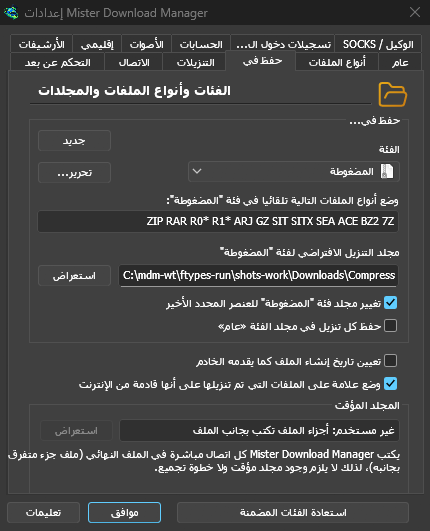 إعدادات Mister Download Manager
الوكيل / SOCKS
تسجيلات دخول ال...
الحسابات
الأصوات
إقليمي
الأرشيفات
عام
أنواع الملفات
حفظ في
التنزيلات
الاتصال
التحكم عن بعد
الفئات وأنواع الملفات والمجلدات
حفظ في...
الفئة
جديد
المضغوطة
تحرير...
وضع أنواع الملفات التالية تلقائيا في فئة "المضغوطة":
ZIP RAR R0* R1* ARJ GZ SIT SITX SEA ACE BZ2 7Z
مجلد التنزيل الافتراضي لفئة "المضغوطة"
C:\mdm-wt\ftypes-run\shots-work\Downloads\Compress
استعراض
تغيير مجلد فئة "المضغوطة" للعنصر المحدد الأخير
حفظ كل تنزيل في مجلد الفئة «عام»
تعيين تاريخ إنشاء الملف كما يقدمه الخادم
وضع علامة على الملفات التي تم تنزيلها على أنها قادمة من الإنترنت
المجلد المؤقت
غير مستخدم: أجزاء الملف تكتب بجانب الملف
استعراض
يكتب Mister Download Manager كل اتصال مباشرة في الملف النهائي (ملف جزء متفرق
بجانبه)، لذلك لا يلزم وجود مجلد مؤقت ولا خطوة تجميع.
استعادة الفئات المضمنة
موافق
تعليمات